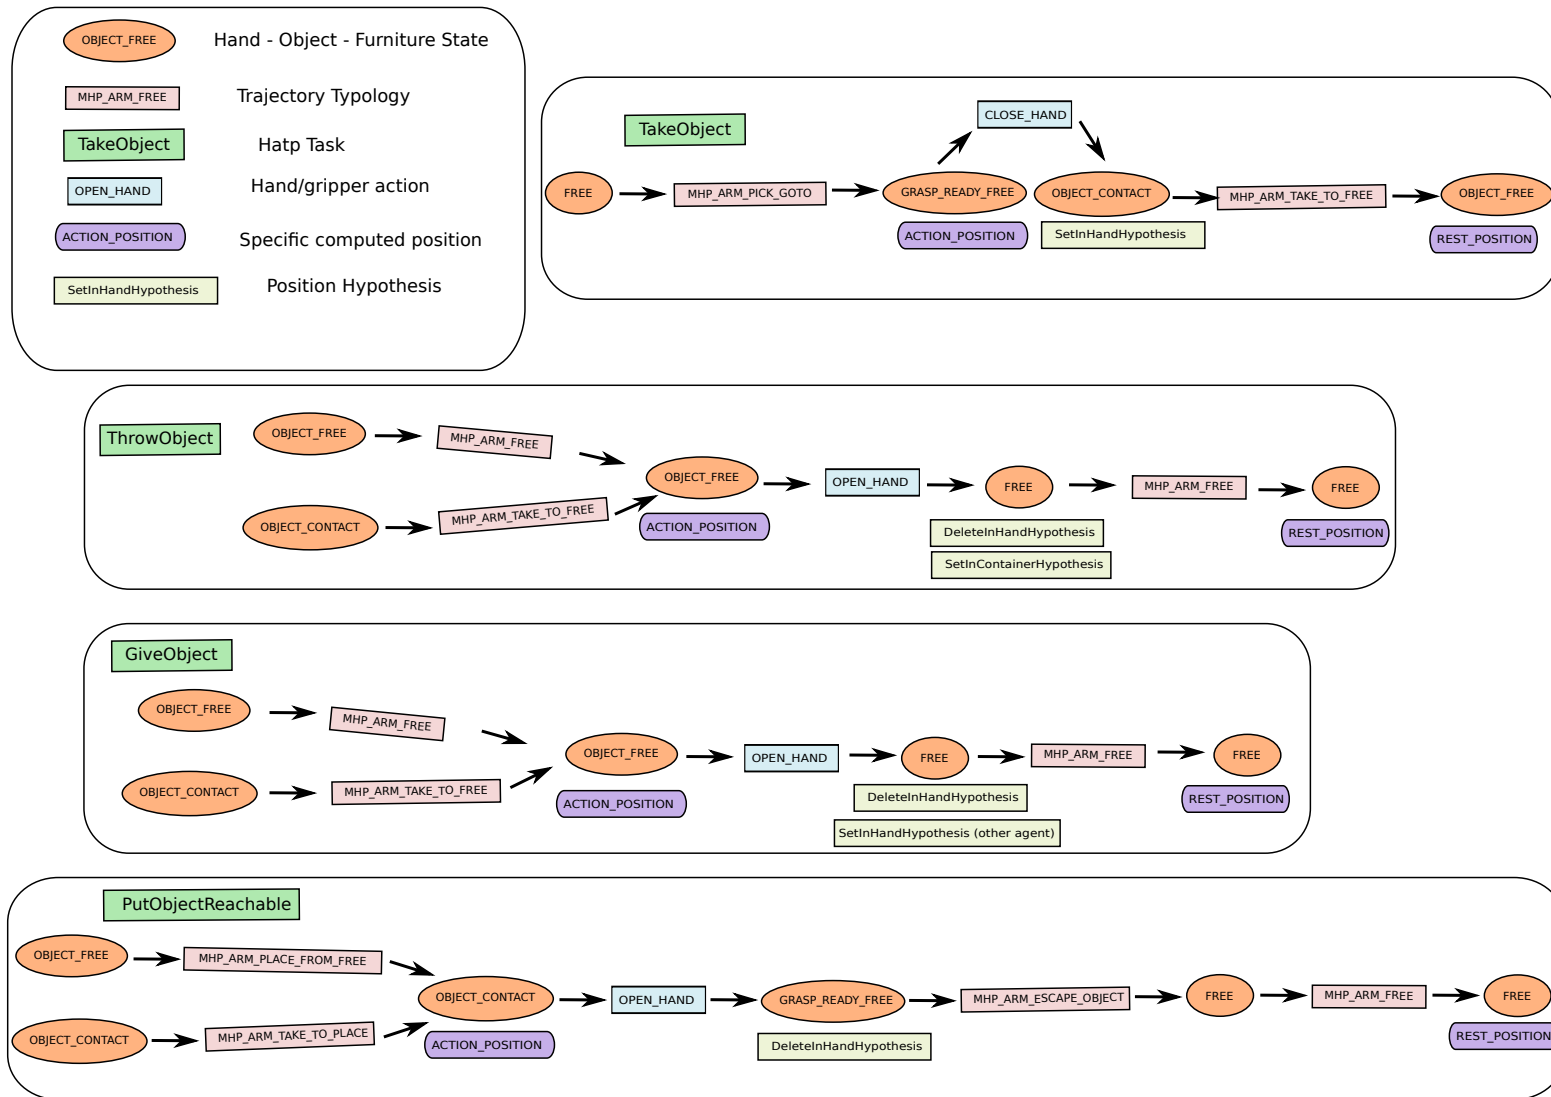 OBJECT_FREE
Hand - Object - Furniture State
MHP_ARM_FREE
Trajectory Typology
TakeObject
Hatp Task
OPEN_HAND
Hand/gripper action
ACTION_POSITION
Specific computed position
SetInHandHypothesis
Position Hypothesis
TakeObject
CLOSE_HAND
FREE
MHP_ARM_PICK_GOTO
GRASP_READY_FREE
OBJECT_CONTACT
MHP_ARM_TAKE_TO_FREE
OBJECT_FREE
ACTION_POSITION
SetInHandHypothesis
REST_POSITION
ThrowObject
OBJECT_FREE
MHP_ARM_FREE
OBJECT_CONTACT
MHP_ARM_TAKE_TO_FREE
OBJECT_FREE
OPEN_HAND
FREE
MHP_ARM_FREE
FREE
ACTION_POSITION
DeleteInHandHypothesis
SetInContainerHypothesis
REST_POSITION
GiveObject
OBJECT_FREE
MHP_ARM_FREE
OBJECT_CONTACT
MHP_ARM_TAKE_TO_FREE
OBJECT_FREE
OPEN_HAND
FREE
MHP_ARM_FREE
FREE
ACTION_POSITION
DeleteInHandHypothesis
SetInHandHypothesis (other agent)
REST_POSITION
PutObjectReachable
OBJECT_FREE
MHP_ARM_PLACE_FROM_FREE
OBJECT_CONTACT
MHP_ARM_TAKE_TO_PLACE
OBJECT_CONTACT
OPEN_HAND
GRASP_READY_FREE
MHP_ARM_ESCAPE_OBJECT
FREE
MHP_ARM_FREE
FREE
ACTION_POSITION
DeleteInHandHypothesis
REST_POSITION